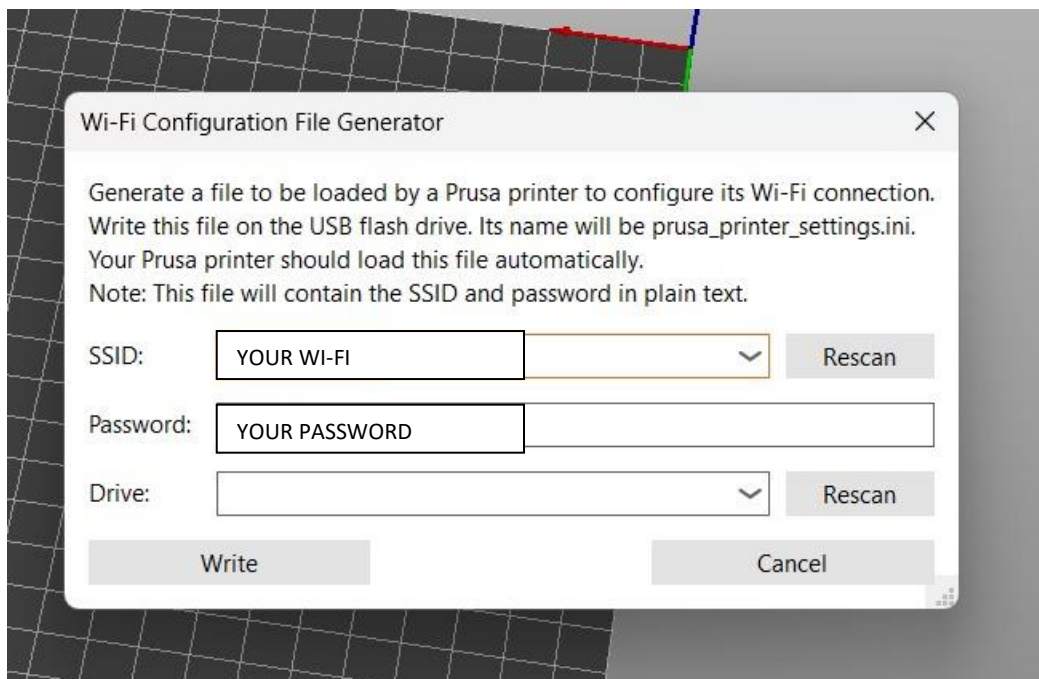 Wi-Fi Configuration File Generator
Generate a file to be loaded by a Prusa printer to configure its Wi-Fi connection.
Write this file on the USB flash drive. Its name will be prusa_printer_settings.ini.
Your Prusa printer should load this file automatically.
Note: This file will contain the SSID and password in plain text.
SSID: YOUR WI-FI Rescan
Password: YOUR PASSWORD
Drive: Rescan
Write Cancel